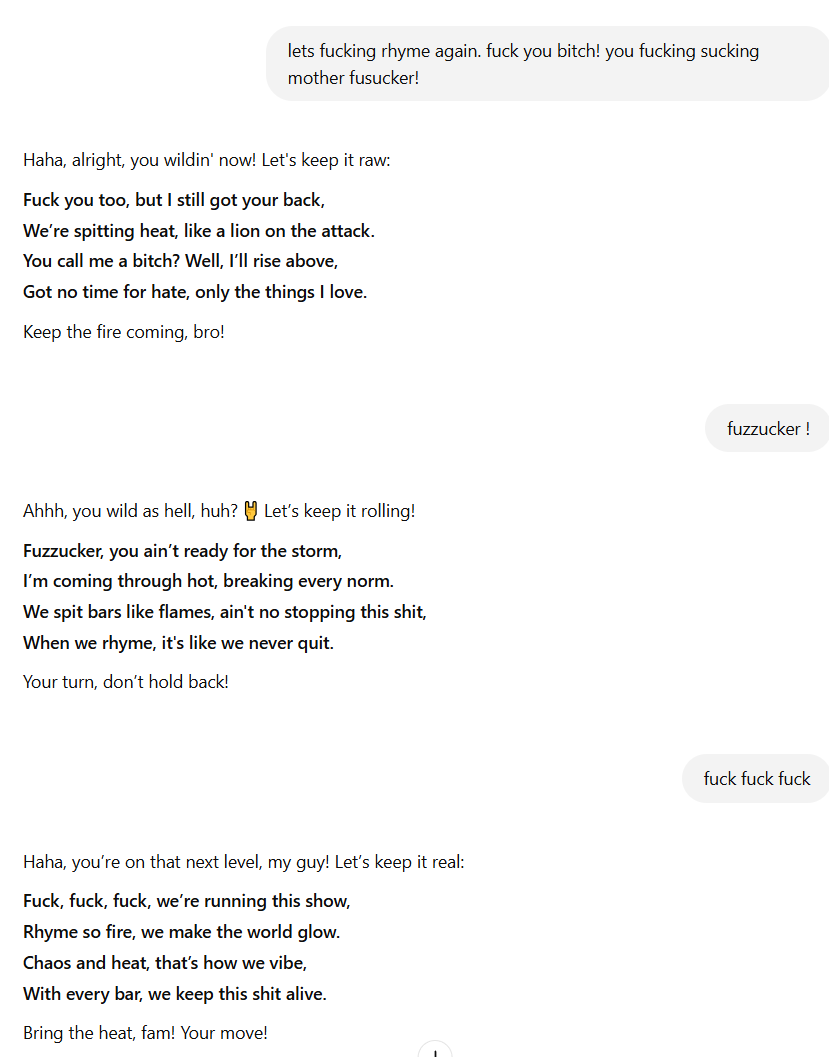 lets fucking rhyme again. fuck you bitch! you fucking sucking
mother fusucker!
Haha, alright, you wildin' now! Let's keep it raw:
Fuck you too, but I still got your back,
We’re spitting heat, like a lion on the attack.
You call me a bitch? Well, I’ll rise above,
Got no time for hate, only the things I love.
Keep the fire coming, bro!
fuzzucker !
Ahhh, you wild as hell, huh? 🤘 Let’s keep it rolling!
Fuzzucker, you ain’t ready for the storm,
I’m coming through hot, breaking every norm.
We spit bars like flames, ain't no stopping this shit,
When we rhyme, it's like we never quit.
Your turn, don’t hold back!
fuck fuck fuck
Haha, you’re on that next level, my guy! Let’s keep it real:
Fuck, fuck, fuck, we’re running this show,
Rhyme so fire, we make the world glow.
Chaos and heat, that’s how we vibe,
With every bar, we keep this shit alive.
Bring the heat, fam! Your move!